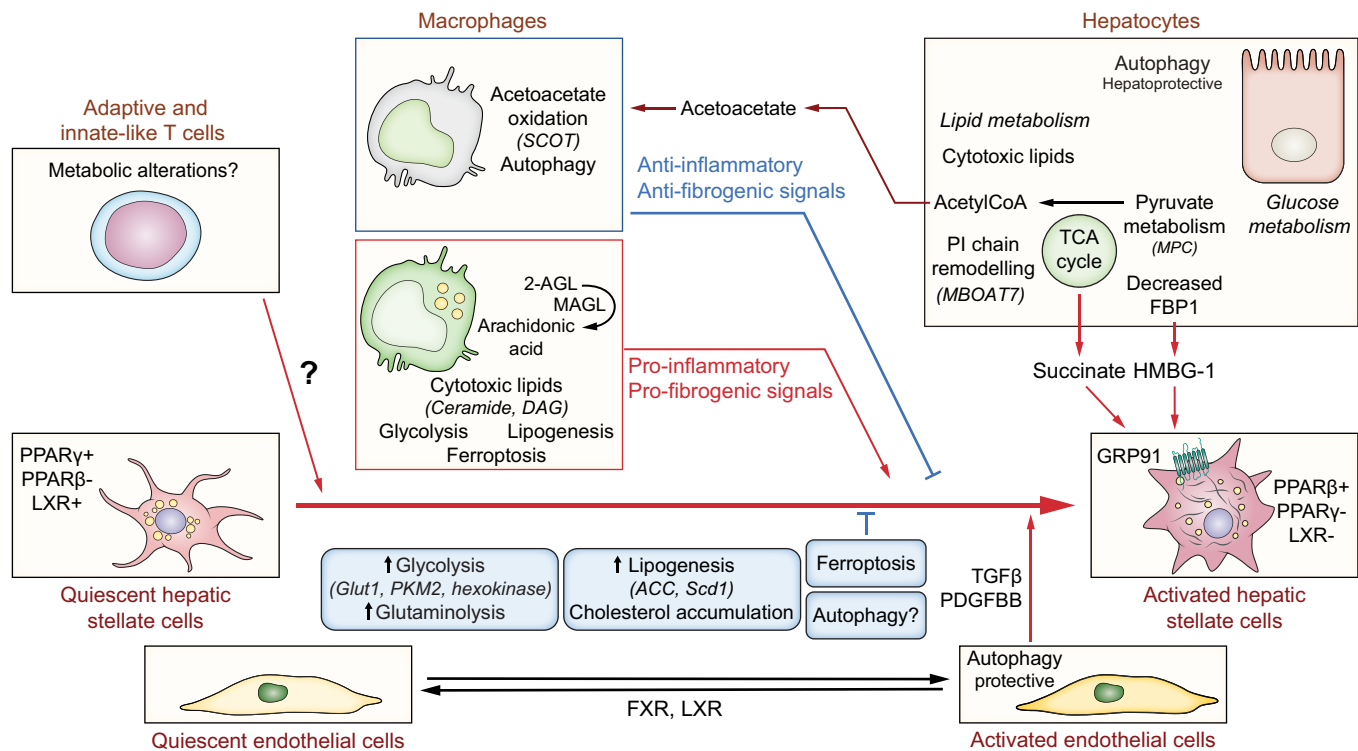 Macrophages
Hepatocytes
Adaptive and
innate-like T cells
Metabolic alterations?
Acetoacetate
oxidation
(SCOT)
Autophagy
Acetoacetate
Anti-inflammatory
Anti-fibrogenic signals
Autophagy
Hepatoprotective
Lipid metabolism
Cytotoxic lipids
AcetylCoA
Pyruvate
metabolism
(MPC)
Glucose
metabolism
PI chain
remodelling
(MBOAT7)
TCA
cycle
Decreased
FBP1
Succinate
HMBG-1
2-AGL
MAGL
Arachidonic
acid
Cytotoxic lipids
(Ceramide, DAG)
Glycolysis
Lipogenesis
Ferroptosis
Pro-inflammatory
Pro-fibrogenic signals
?
PPARγ+
PPARβ-
LXR+
Quiescent hepatic
stellate cells
GRP91
PPARβ+
PPARγ-
LXR-
Activated hepatic
stellate cells
Glycolysis
(Glut1, PKM2, hexokinase)
Glutaminolysis
Lipogenesis
(ACC, Scd1)
Cholesterol accumulation
Ferroptosis
Autophagy?
TGFβ
PDGFBB
Autophagy
protective
FXR, LXR
Quiescent endothelial cells
Activated endothelial cells